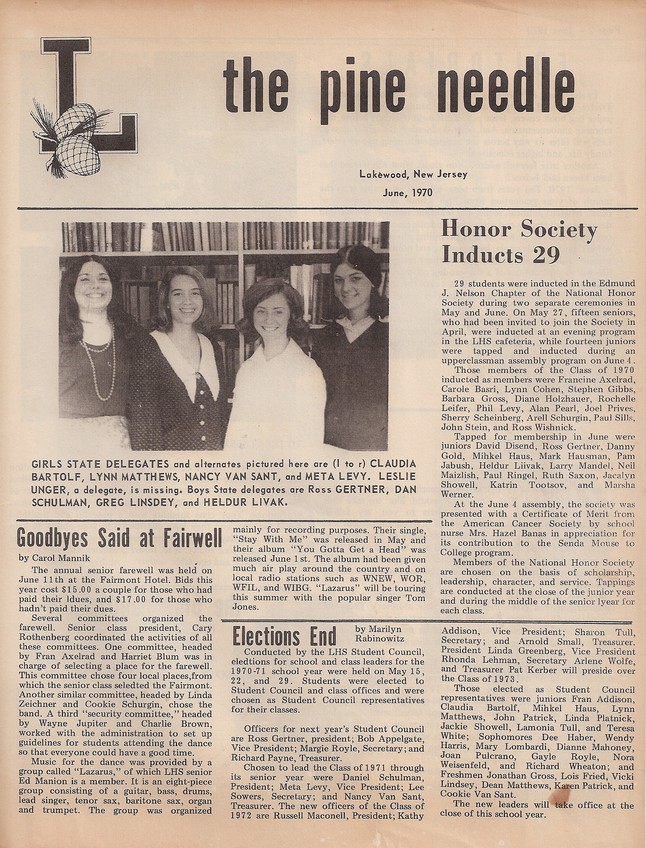 L
the pine needle
Lakewood, New Jersey
June, 1970
GIRLS STATE DELEGATES and alternates pictured here are (l to r) CLAUDIA
BARTOLF, LYNN MATTHEWS, NANCY VAN SANT, and META LEVY. LESLIE
UNGER, a delegate, is missing. Boys State delegates are Ross GERTNER, DAN
SCHULMAN, GREG LINSDEY, and HELDUR LIVAK.
Honor Society
Inducts 29
29 students were inducted in the Edmund
J. Nelson Chapter of the National Honor
Society during two separate ceremonies in
May and June. On May 27, fifteen seniors,
who had been invited to join the Society in
April, were inducted at an evening program
in the LHS cafeteria, while fourteen juniors
were tapped and inducted during an
upperclassman assembly program on June 4.
Those members of the Class of 1970
inducted as members were Francine Axelrad,
Carole Basri, Lynn Cohen, Stephen Gibbs,
Barbara Gross, Diane Holzhauer, Rochelle
Leifer, Phil Levy, Alan Pearl, Joel Prives,
Sherry Scheinberg, Arell Schurgin, Paul Sills,
John Stein, and Ross Wishnick.
Tapped for membership in June were
juniors David Disend, Ross Gertner, Danny
Gold, Mihkel Haus, Mark Hausman, Pam
Jabush, Heldur Liivak, Larry Mandel, Neil
Maizlish, Paul Ringel, Ruth Saxon, Jacalyn
Showell, Katrin Tootsov, and Marsha
Werner.
At the June 4 assembly, the society was
presented with a Certificate of Merit from
the American Cancer Society by school
nurse Mrs. Hazel Banas in appreciation for
its contribution to the Senda Mouse to
College program.
Members of the National Honor Society
are chosen on the basis of scholarship,
leadership, character, and service. Tappings
are conducted at the close of the junior year
and during the middle of the senior lyear for
each class.
Goodbyes Said at Fairwell
by Carol Mannik
The annual senior farewell was held on
June 11th at the Fairmont Hotel. Bids this
year cost $15.00 a couple for those who had
paid their ldues, and $17.00 for those who
hadn't paid their dues.
Several committees organized the
farewell. Senior class president, Cary
Rothenberg coordinated the activities of all
these committees. One committee, headed
by Fran Axelrad and Harriet Blum was in
charge of selecting a place for the farewell.
This committee chose four local places,from
which the senior class selected the Fairmont.
Another similar committee, headed by Linda
Zeichner and Cookie Schurgin, chose the
band. A third "security committee," headed
by Wayne Jupiter and Charlie Brown,
worked with the administration to set up
guidelines for students attending the dance
so that everyone could have a good time.
Music for the dance was provided by a
group called "Lazarus," of which LHS senior
Ed Manion is a member. It is an eight-piece
group consisting of a guitar, bass, drums,
lead singer, tenor sax, baritone sax, organ
and trumpet. The group was organized
mainly for recording purposes. Their single,
"Stay With Me" was released in May and
their album "You Gotta Get a Head" was
released June 1st. The album had been given
much air play around the country and on
local radio stations such as WNEW, WOR,
WFIL, and WIBG. "Lazarus" will be touring
this summer with the popular singer Tom
Jones.
Elections End
by Marilyn
Rabinowitz
Conducted by the LHS Student Council,
eledtions for school and class leaders for the
1970-71 school year were held on May 15,
22, and 29. Students were elected to
Student Council and class offices and were
chosen as Student Council representatives
for their classes.
Officers for next year's Student Council
are Ross Gertner, president; Bob Appelgate,
Vice President; Margie Royle, Secretary; and
Richard Payne, Treasurer.
Chosen to lead the Class of 1971 through
its senior year were Daniel Schulman,
President; Meta Levy, Vice President; Lee
Sowers, Secretary; and Nancy Van Sant,
Treasurer. The new officers of the Class of
1972 are Russell Maconell, President; Kathy
Addison, Vice President; Sharon Tull,
Secretary; and Arnold Small, Treasurer.
President Linda Greenberg, Vice President
Rhonda Lehman, Secretary Arlene Wolfe,
and Treasurer Pat Kerber will preside over
the Class of 1973.
Those elected as Student Council
representatives were juniors Fran Addison,
Claudia Bartolf, Mihkel Haus, Lynn
Matthews, John Patrick, Linda Platnick,
Jackie Showell, Lamonia Tull, and Teresa
White; Sophomores Dee Haber, Wendy
Harris, Mary Lombardi, Dianne Mahoney,
Joan Pulcrano, Gayle Royle, Nora
Weisenfeld, and Richard Wheaton; and
Freshmen Jonathan Gross, Lois Fried, Vicki
Lindsey, Dean Matthews, Karen Patrick, and
Cookie Van Sant.
The new leaders will take office at the
close of this school year.